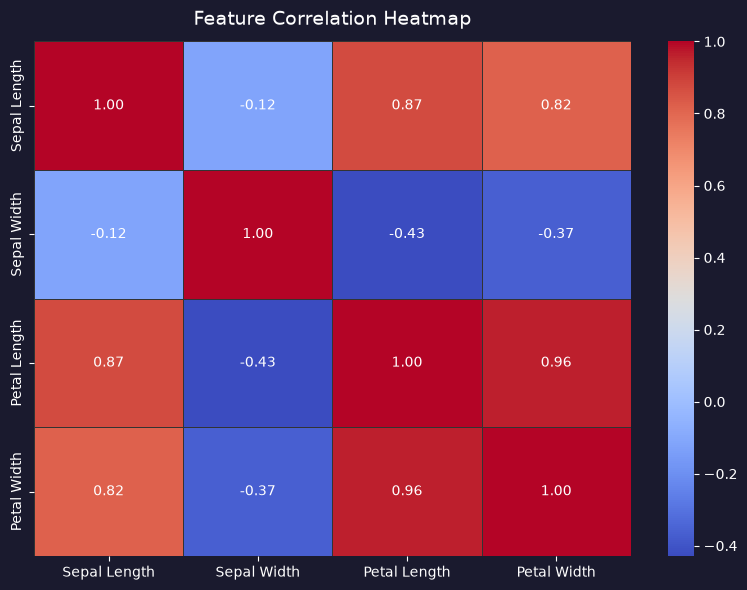 Feature Correlation Heatmap
Sepal Length
1.00
-0.12
0.87
0.82
Sepal Width
-0.12
1.00
-0.43
-0.37
Petal Length
0.87
-0.43
1.00
0.96
Petal Width
0.82
-0.37
0.96
1.00
Sepal Length
Sepal Width
Petal Length
Petal Width
1.0
0.8
0.6
0.4
0.2
0.0
−0.2
−0.4